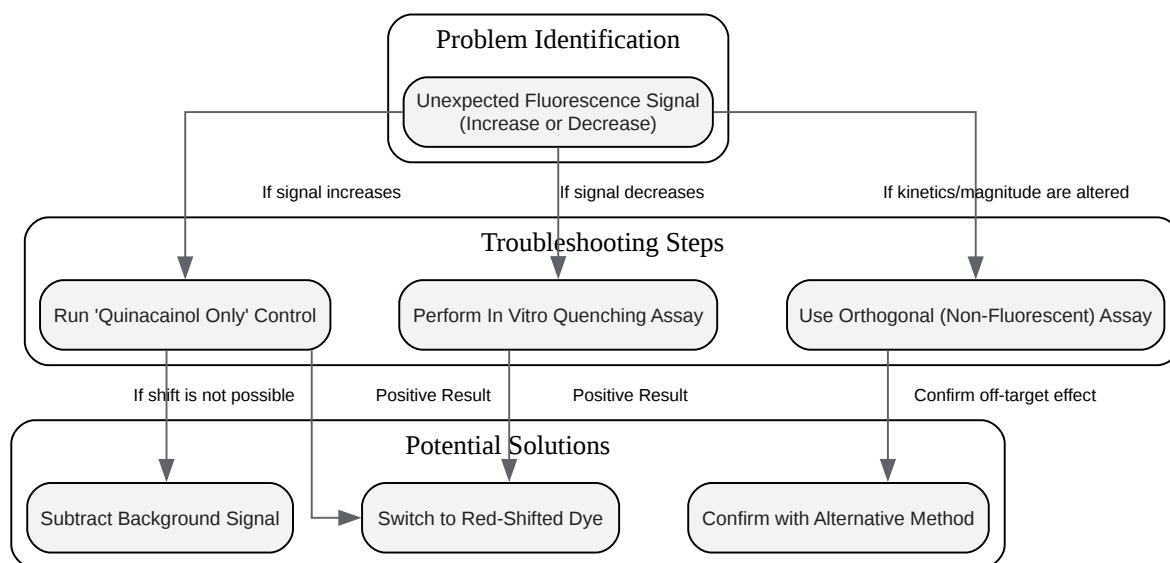 Problem Identification
Unexpected Fluorescence Signal
(Increase or Decrease)
If signal increases
If signal decreases
If kinetics/magnitude are altered
Troubleshooting Steps
Run 'Quinacainol Only' Control
Perform In Vitro Quenching Assay
Use Orthogonal (Non-Fluorescent) Assay
If shift is not possible
Positive Result
Positive Result
Confirm off-target effect
Potential Solutions
Subtract Background Signal
Switch to Red-Shifted Dye
Confirm with Alternative Method